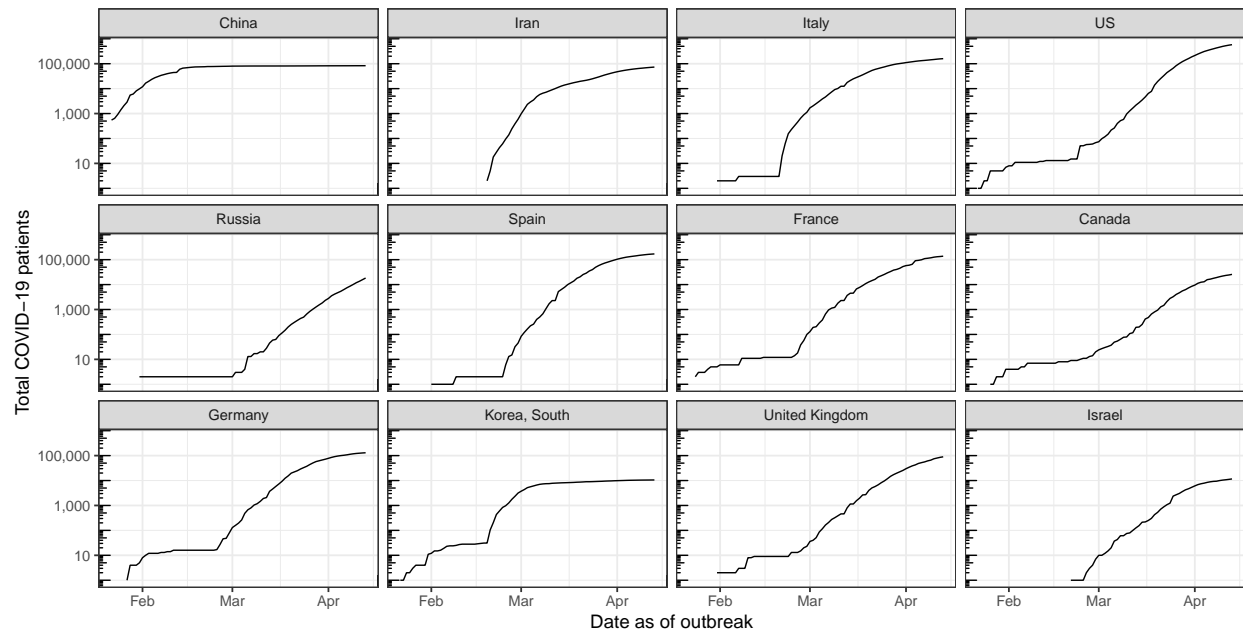 China Iran Italy US
100,000
1,000
10
Russia Spain France Canada
100,000
1,000
10
Germany Korea, South United Kingdom Israel
100,000
1,000
10
Feb Mar Apr Feb Mar Apr Feb Mar Apr Feb Mar Apr
Date as of outbreak
Total COVID−19 patients